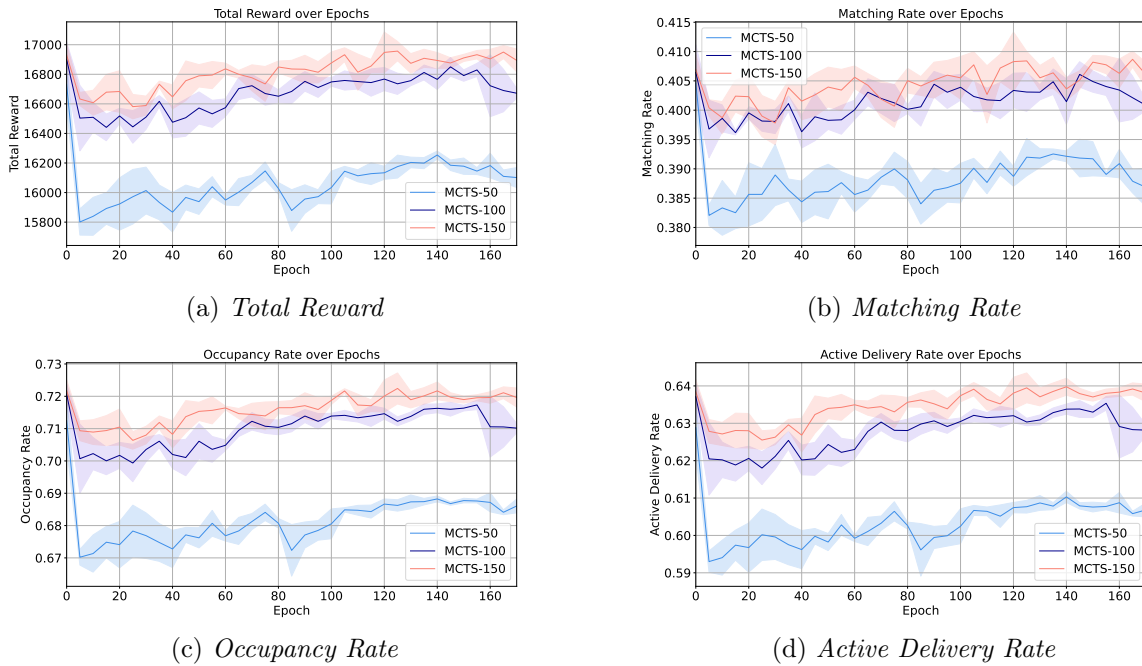 Total Reward over Epochs
17000
16800
16600
16400
16200
16000
15800
Total Reward
0 20 40 60 80 100 120 140 160
Epoch
MCTS-50
MCTS-100
MCTS-150
(a) Total Reward
Matching Rate over Epochs
0.415
0.410
0.405
0.400
0.395
0.390
0.385
0.380
Matching Rate
0 20 40 60 80 100 120 140 160
Epoch
MCTS-50
MCTS-100
MCTS-150
(b) Matching Rate
Occupancy Rate over Epochs
0.73
0.72
0.71
0.70
0.69
0.68
0.67
Occupancy Rate
0 20 40 60 80 100 120 140 160
Epoch
MCTS-50
MCTS-100
MCTS-150
(c) Occupancy Rate
Active Delivery Rate over Epochs
0.64
0.63
0.62
0.61
0.60
0.59
Active Delivery Rate
0 20 40 60 80 100 120 140 160
Epoch
MCTS-50
MCTS-100
MCTS-150
(d) Active Delivery Rate